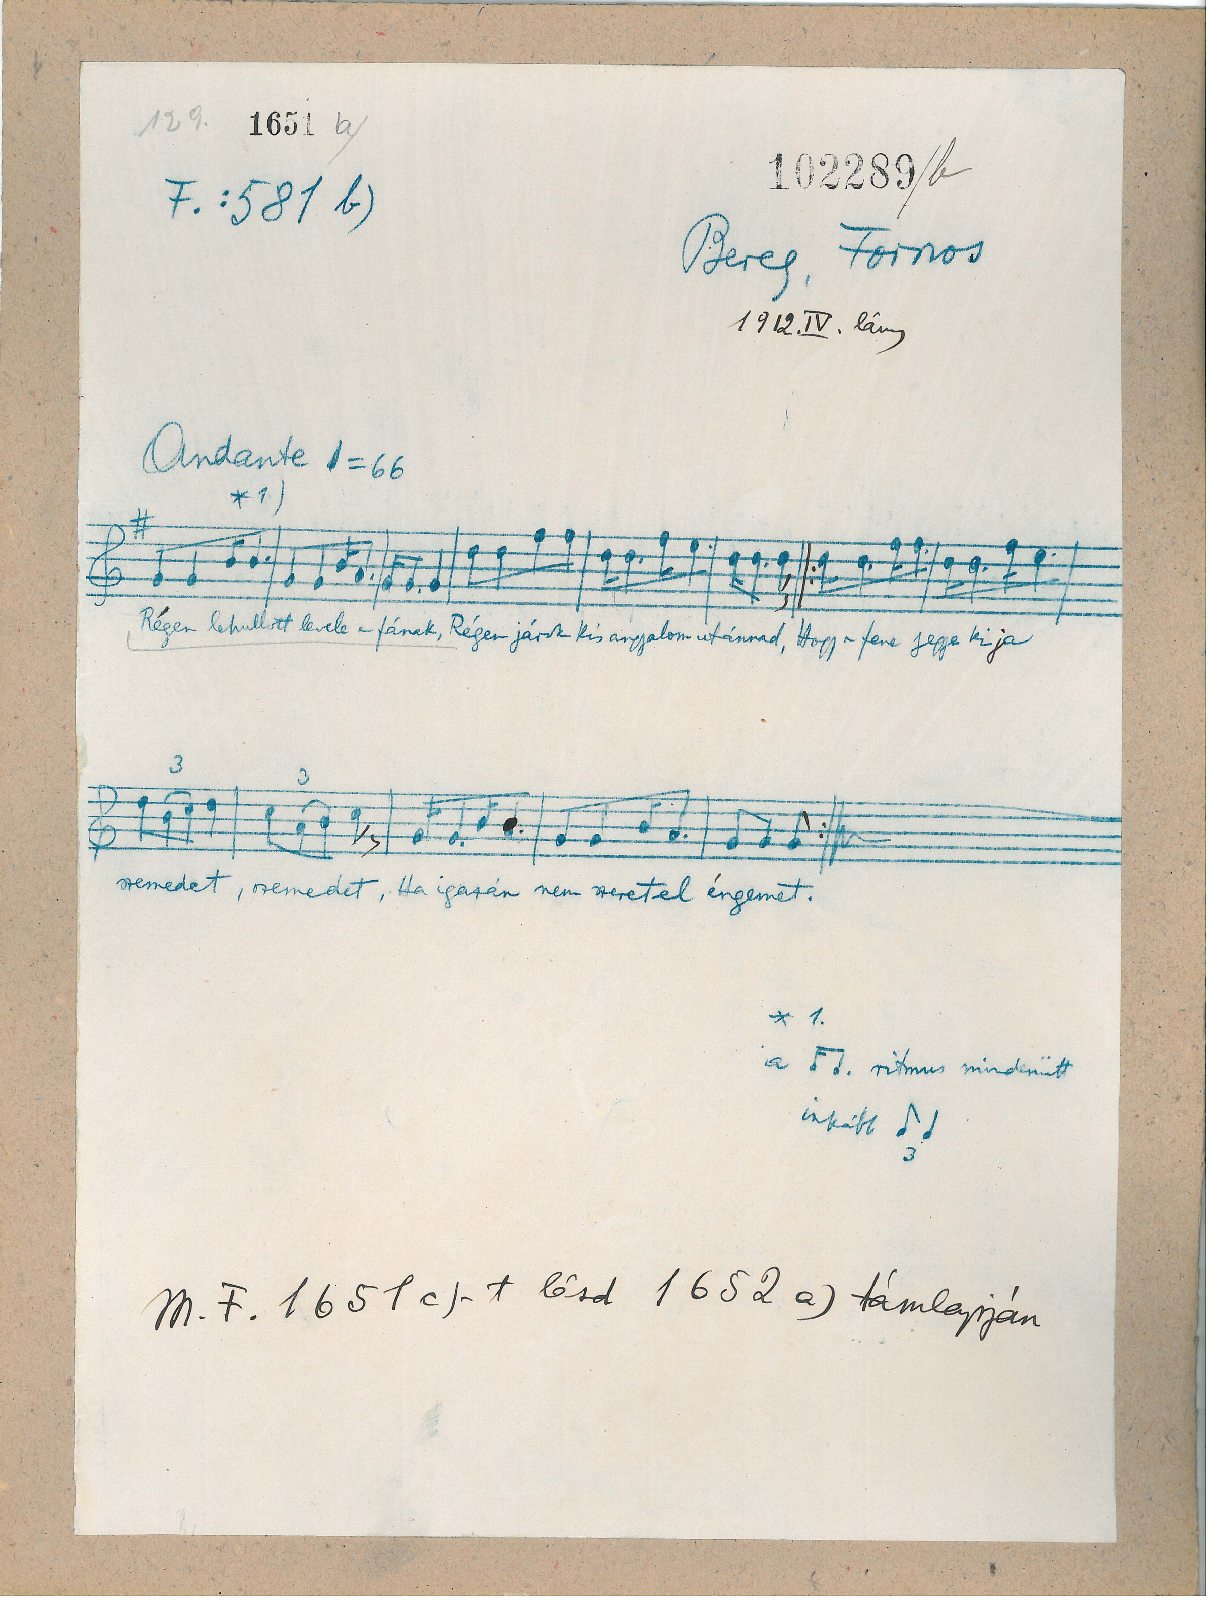 129. 1651 b)
102289/b
F.:581 b)
Bereg, Fornos
1912.IV. lány
Andante ♩=66
* 1)
Régen lehullott levele a fának, Régen járok kis angyalom utánnad, Hogy a fene egye ki ja
3 3
szemedet, szemedet, Ha igazán nem szeretel éngemet.
* 1.
a ♫. ritmus mindenütt
inkább ♪♩
3
M. F. 1651 c)-t lásd 1652 a) támlapján